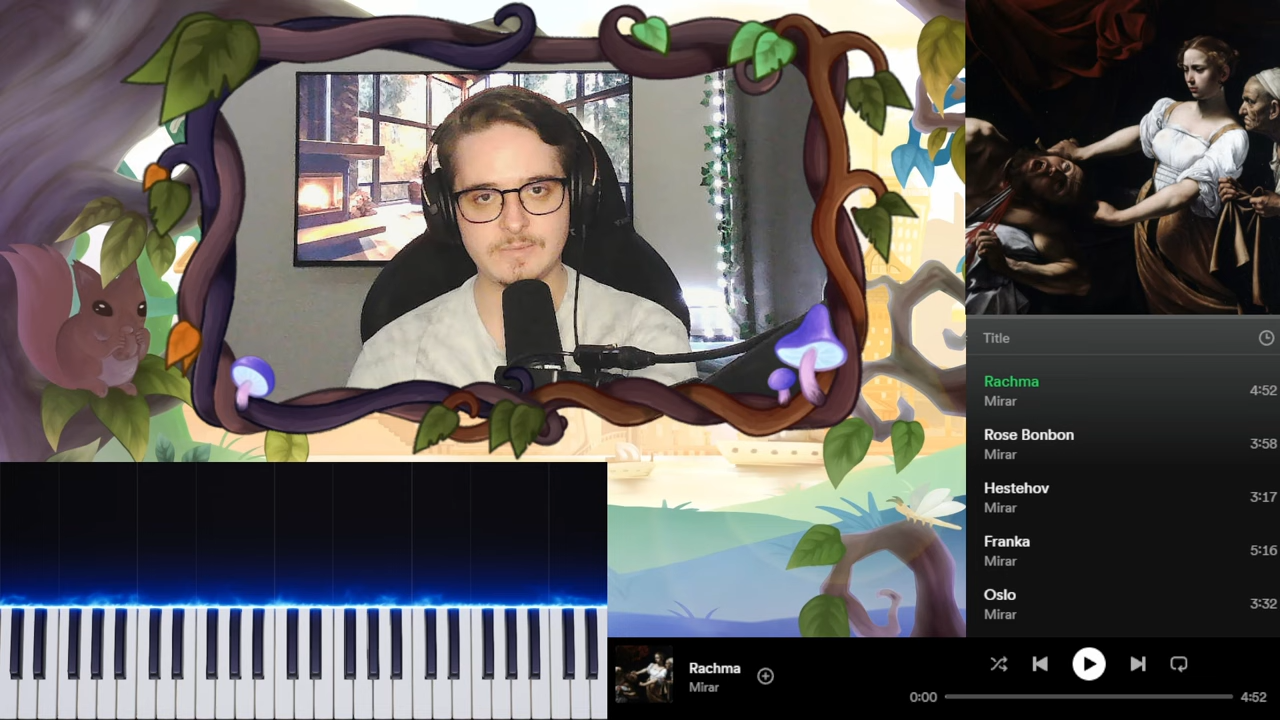 Title
Rachma
Mirar
4:52
Rose Bonbon
Mirar
3:58
Hestehov
Mirar
3:17
Franka
Mirar
5:16
Oslo
Mirar
3:32
Rachma
Mirar
0:00
4:52